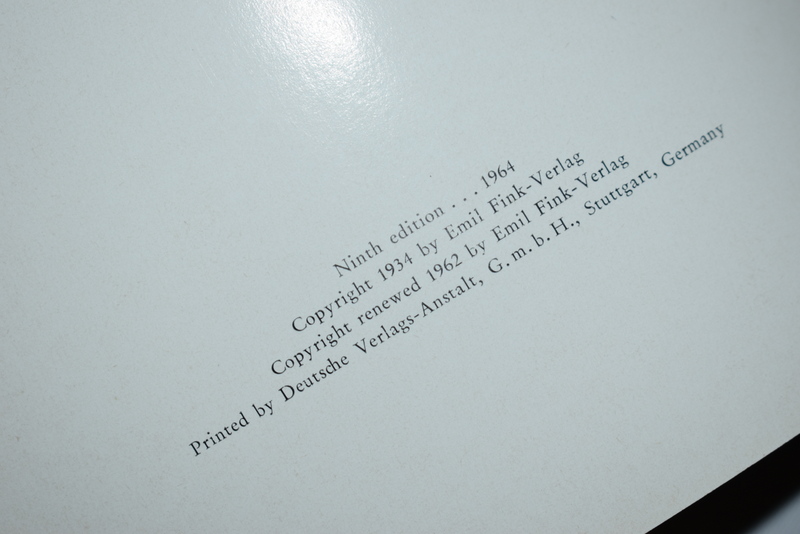 Ninth edition . . . 1964
Copyright 1934 by Emil Fink-Verlag
Copyright renewed 1962 by Emil Fink-Verlag
Printed by Deutsche Verlags-Anstalt, G. m. b. H., Stuttgart, Germany